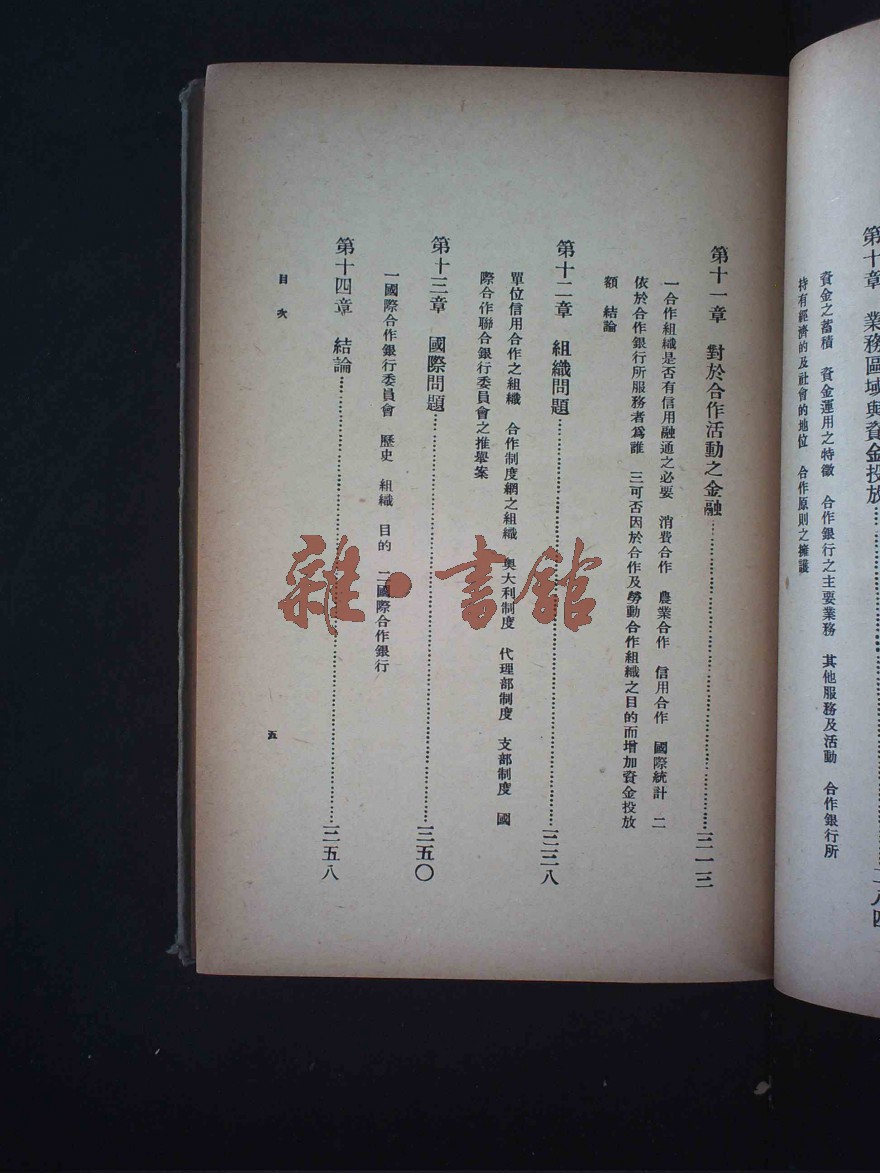 第十章　業務區域與資金投放……二八四
資金之蓄積　資金運用之特徵　合作銀行之主要業務　其他服務及活動　合作銀行所
持有經濟的及社會的地位　合作原則之擁護
第十一章　對於合作活動之金融……三一三
一合作組織是否有信用融通之必要　消費合作　農業合作　信用合作　國際統計　二
依於合作銀行所服務者爲誰　三可否因於合作及勞動合作組織之目的而增加資金投放
額　結論
第十二章　組織問題……三三八
單位信用合作之組織　合作制度網之組織　奧大利制度　代理部制度　支部制度　國
際合作聯合銀行委員會之推舉案
第十三章　國際問題……三五〇
一國際合作銀行委員會　歷史　組織　目的　二國際合作銀行
第十四章　結論……三五八
目次
五
雜·書館